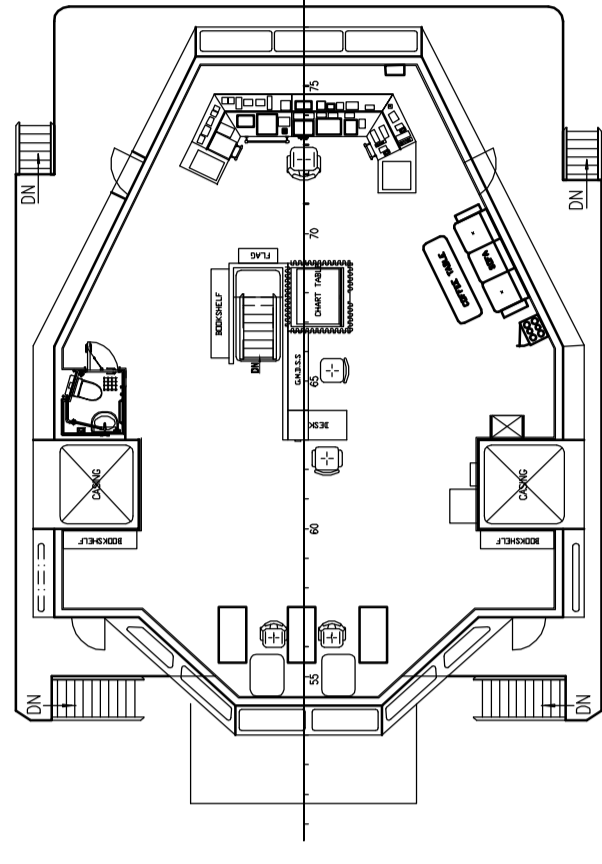 75
DN
DN
70
FLAG
BOOKSHELF
CHART TABLE
COFFEE TABLE
SOFA
DN
G.M.D.S.S
65
DESK
CASING
CASING
60
BOOKSHELF
BOOKSHELF
55
DN
DN